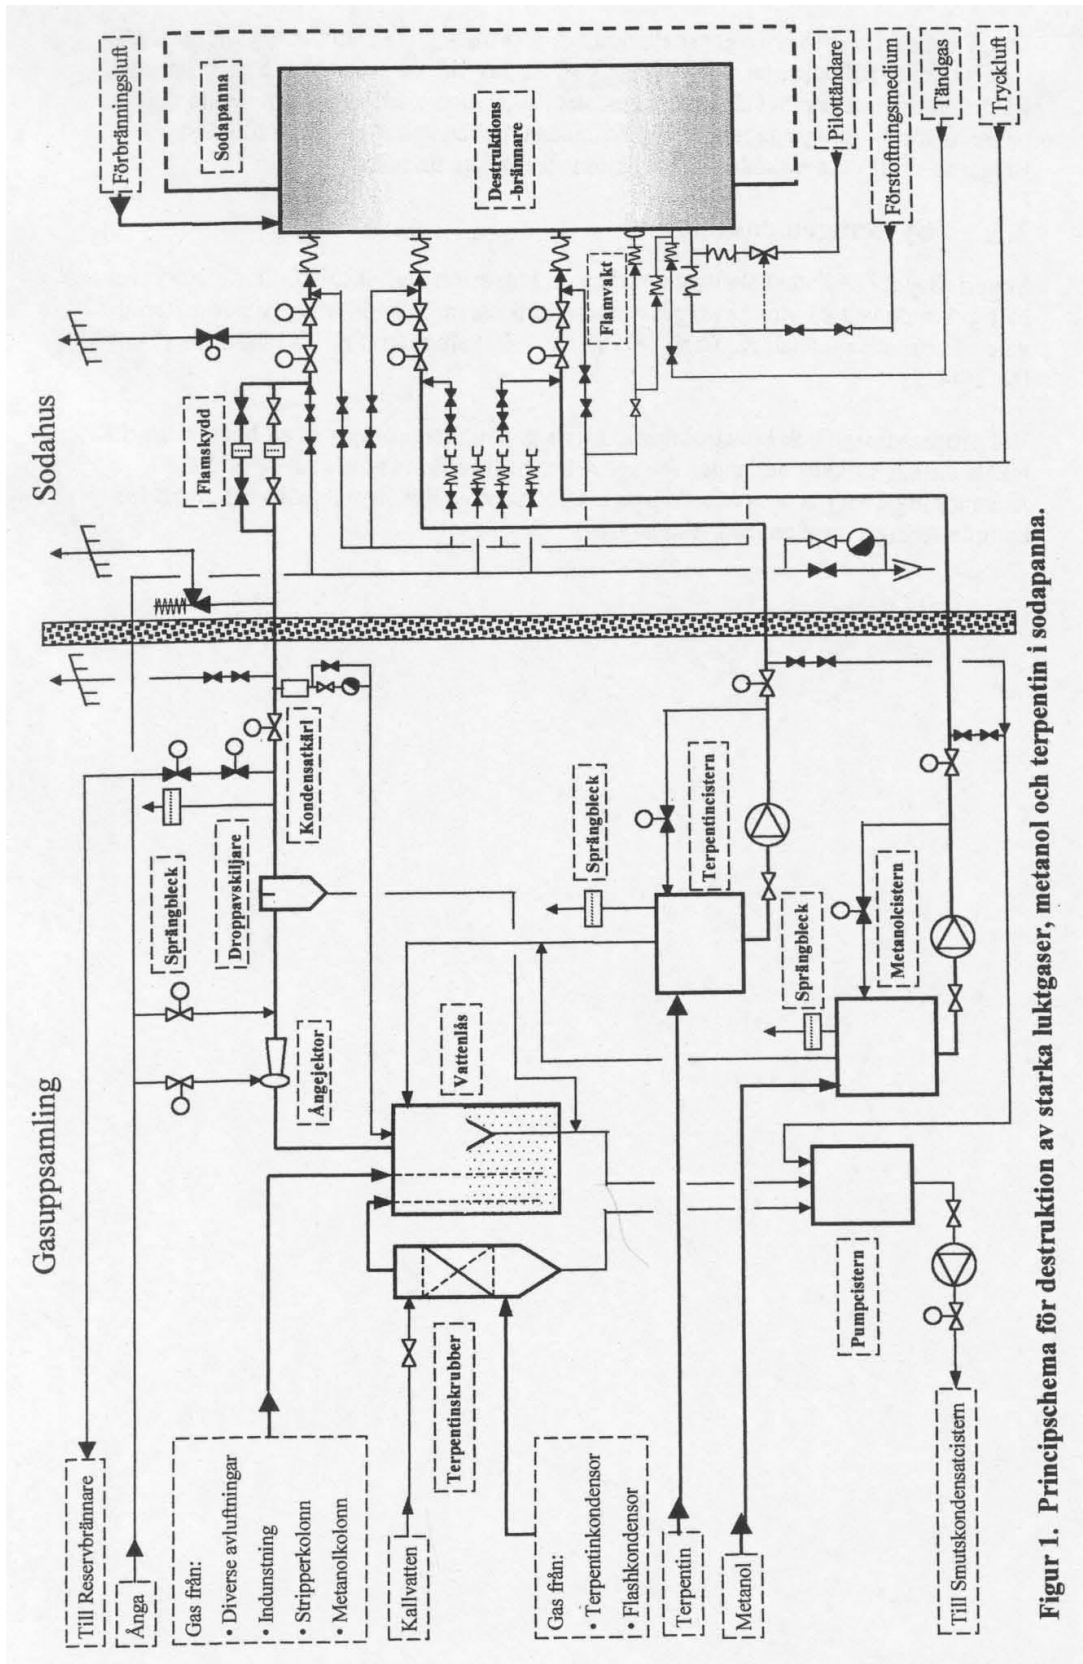 Gasuppsamling
Sodahus
Till Reservbrännare
Ånga
Gas från:
• Diverse avluftningar
• Indunstning
• Stripperkolonn
• Metanolkolonn
Kallvatten
Gas från:
• Terpentinkondensor
• Flashkondensor
Terpentin
Metanol
Till Smutskondensatcistern
Terpentinskrubber
Pumpcistern
Ångejektor
Vattenlås
Sprängbleck
Droppavskiljare
Kondensatkärl
Sprängbleck
Terpentincistern
Sprängbleck
Metanolcistern
Flamskydd
Flamvakt
Förbränningsluft
Sodapanna
Destruktions
-brännare
Pilottändare
Förstoftningsmedium
Tändgas
Tryckluft
Figur 1. Principschema för destruktion av starka luktgaser, metanol och terpentin i sodapanna.